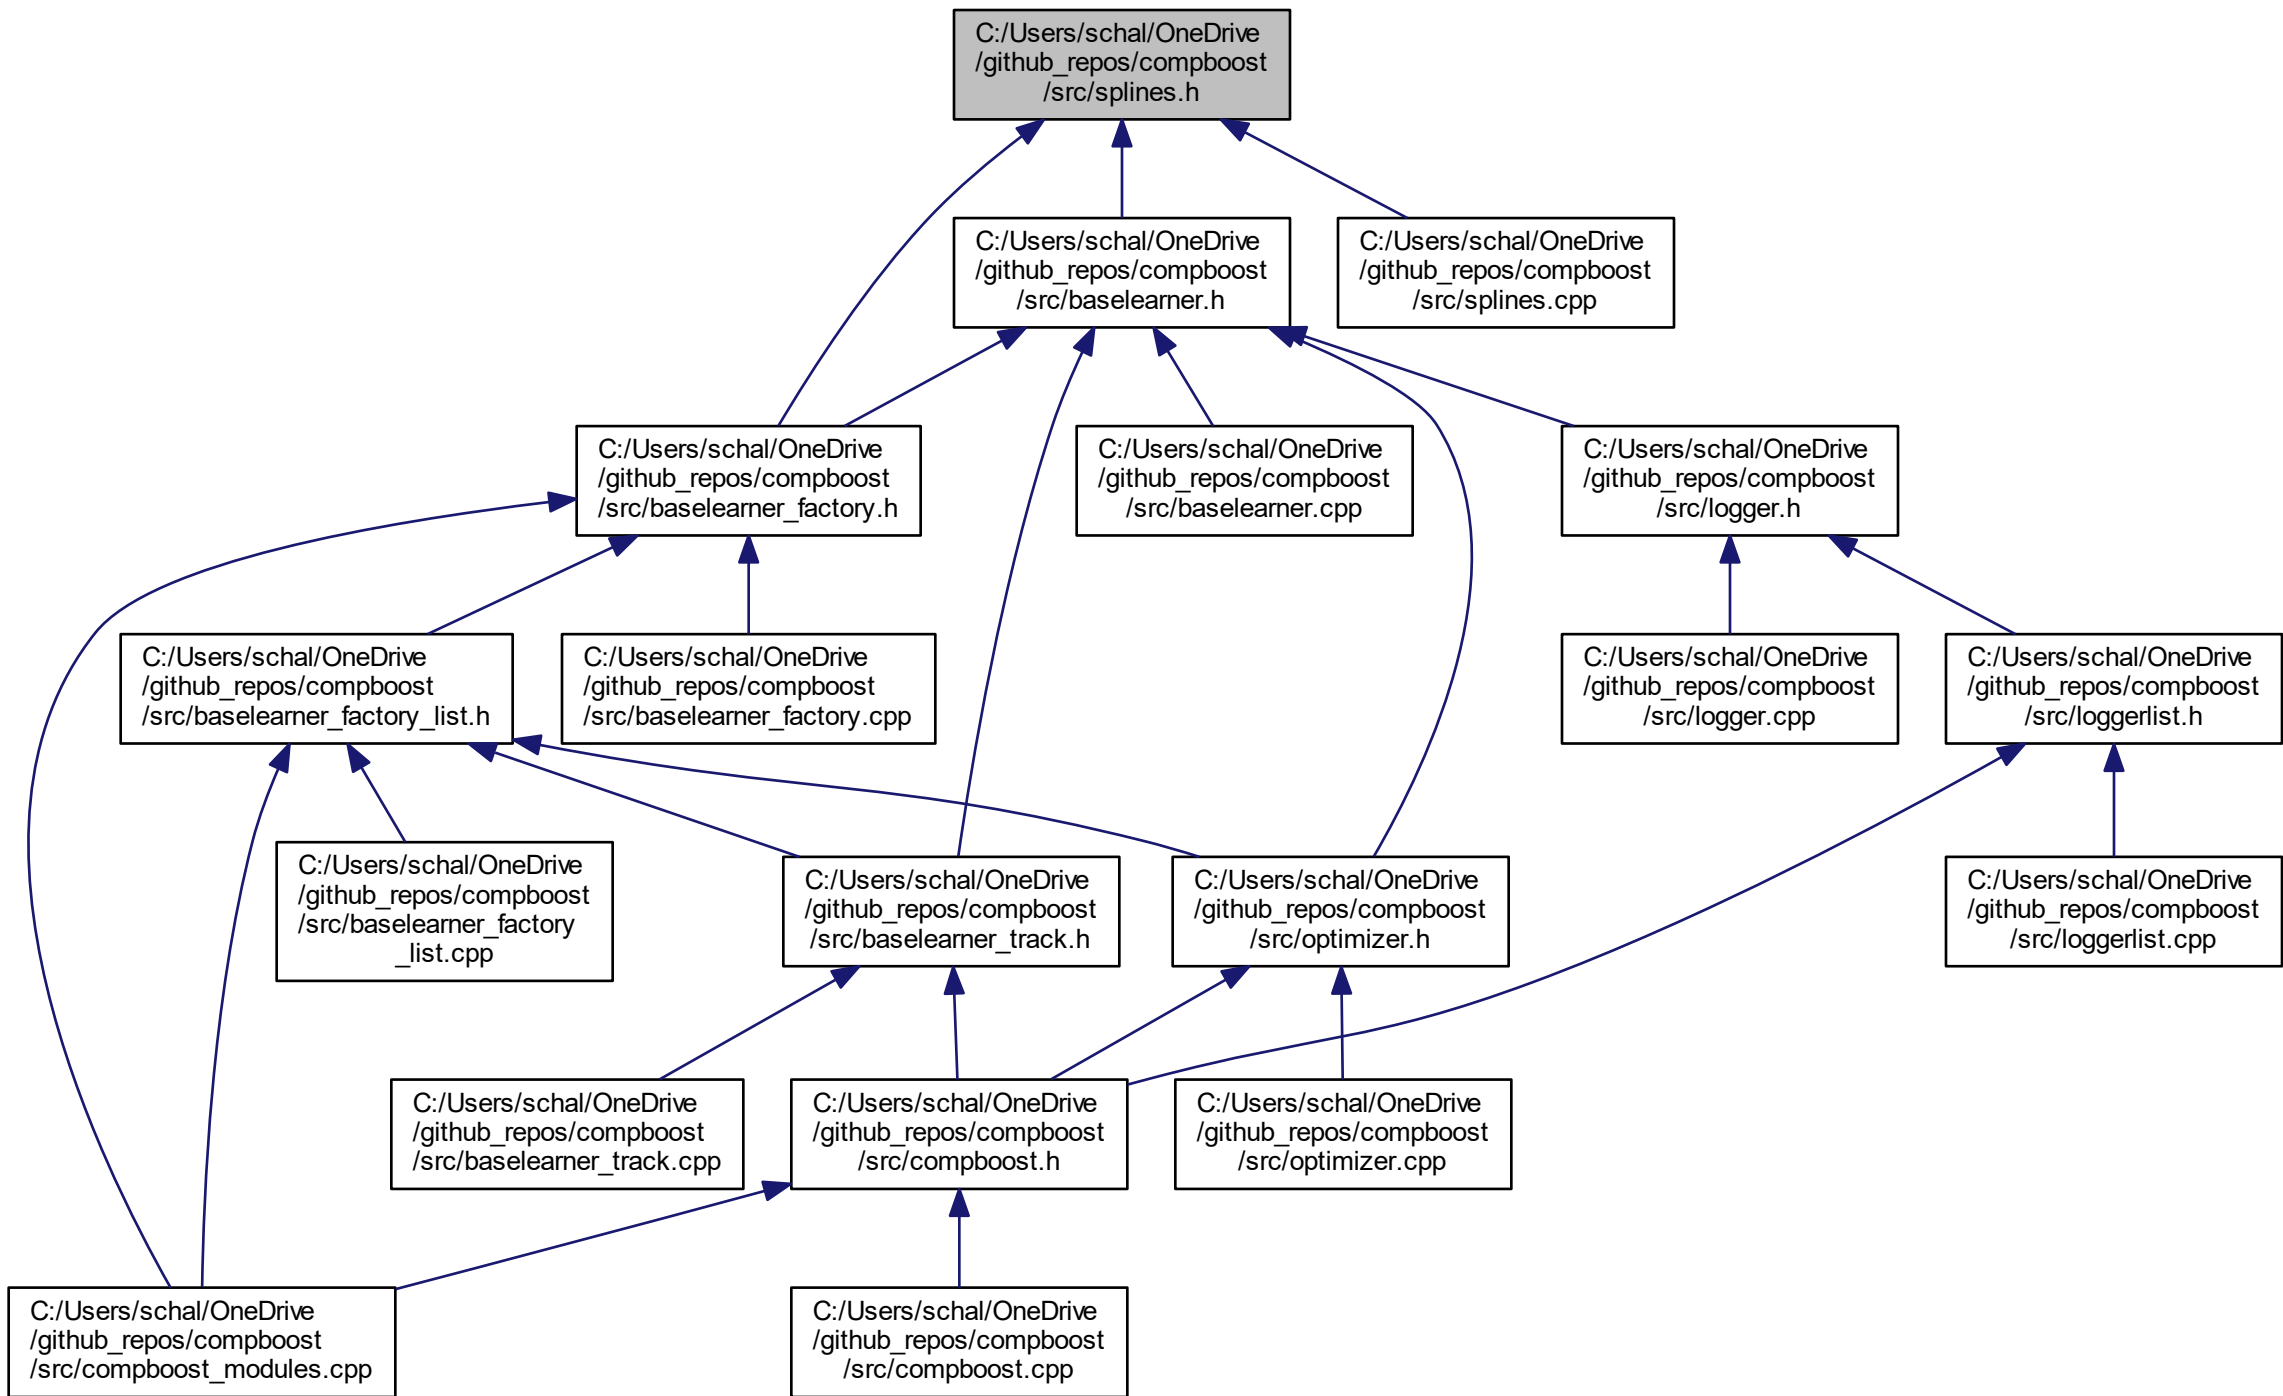 C:/Users/schal/OneDrive
/github_repos/compboost
/src/splines.h
C:/Users/schal/OneDrive
/github_repos/compboost
/src/baselearner.h
C:/Users/schal/OneDrive
/github_repos/compboost
/src/splines.cpp
C:/Users/schal/OneDrive
/github_repos/compboost
/src/baselearner_factory.h
C:/Users/schal/OneDrive
/github_repos/compboost
/src/baselearner.cpp
C:/Users/schal/OneDrive
/github_repos/compboost
/src/logger.h
C:/Users/schal/OneDrive
/github_repos/compboost
/src/baselearner_factory_list.h
C:/Users/schal/OneDrive
/github_repos/compboost
/src/baselearner_factory.cpp
C:/Users/schal/OneDrive
/github_repos/compboost
/src/logger.cpp
C:/Users/schal/OneDrive
/github_repos/compboost
/src/loggerlist.h
C:/Users/schal/OneDrive
/github_repos/compboost
/src/baselearner_factory
_list.cpp
C:/Users/schal/OneDrive
/github_repos/compboost
/src/baselearner_track.h
C:/Users/schal/OneDrive
/github_repos/compboost
/src/optimizer.h
C:/Users/schal/OneDrive
/github_repos/compboost
/src/loggerlist.cpp
C:/Users/schal/OneDrive
/github_repos/compboost
/src/baselearner_track.cpp
C:/Users/schal/OneDrive
/github_repos/compboost
/src/compboost.h
C:/Users/schal/OneDrive
/github_repos/compboost
/src/optimizer.cpp
C:/Users/schal/OneDrive
/github_repos/compboost
/src/compboost_modules.cpp
C:/Users/schal/OneDrive
/github_repos/compboost
/src/compboost.cpp